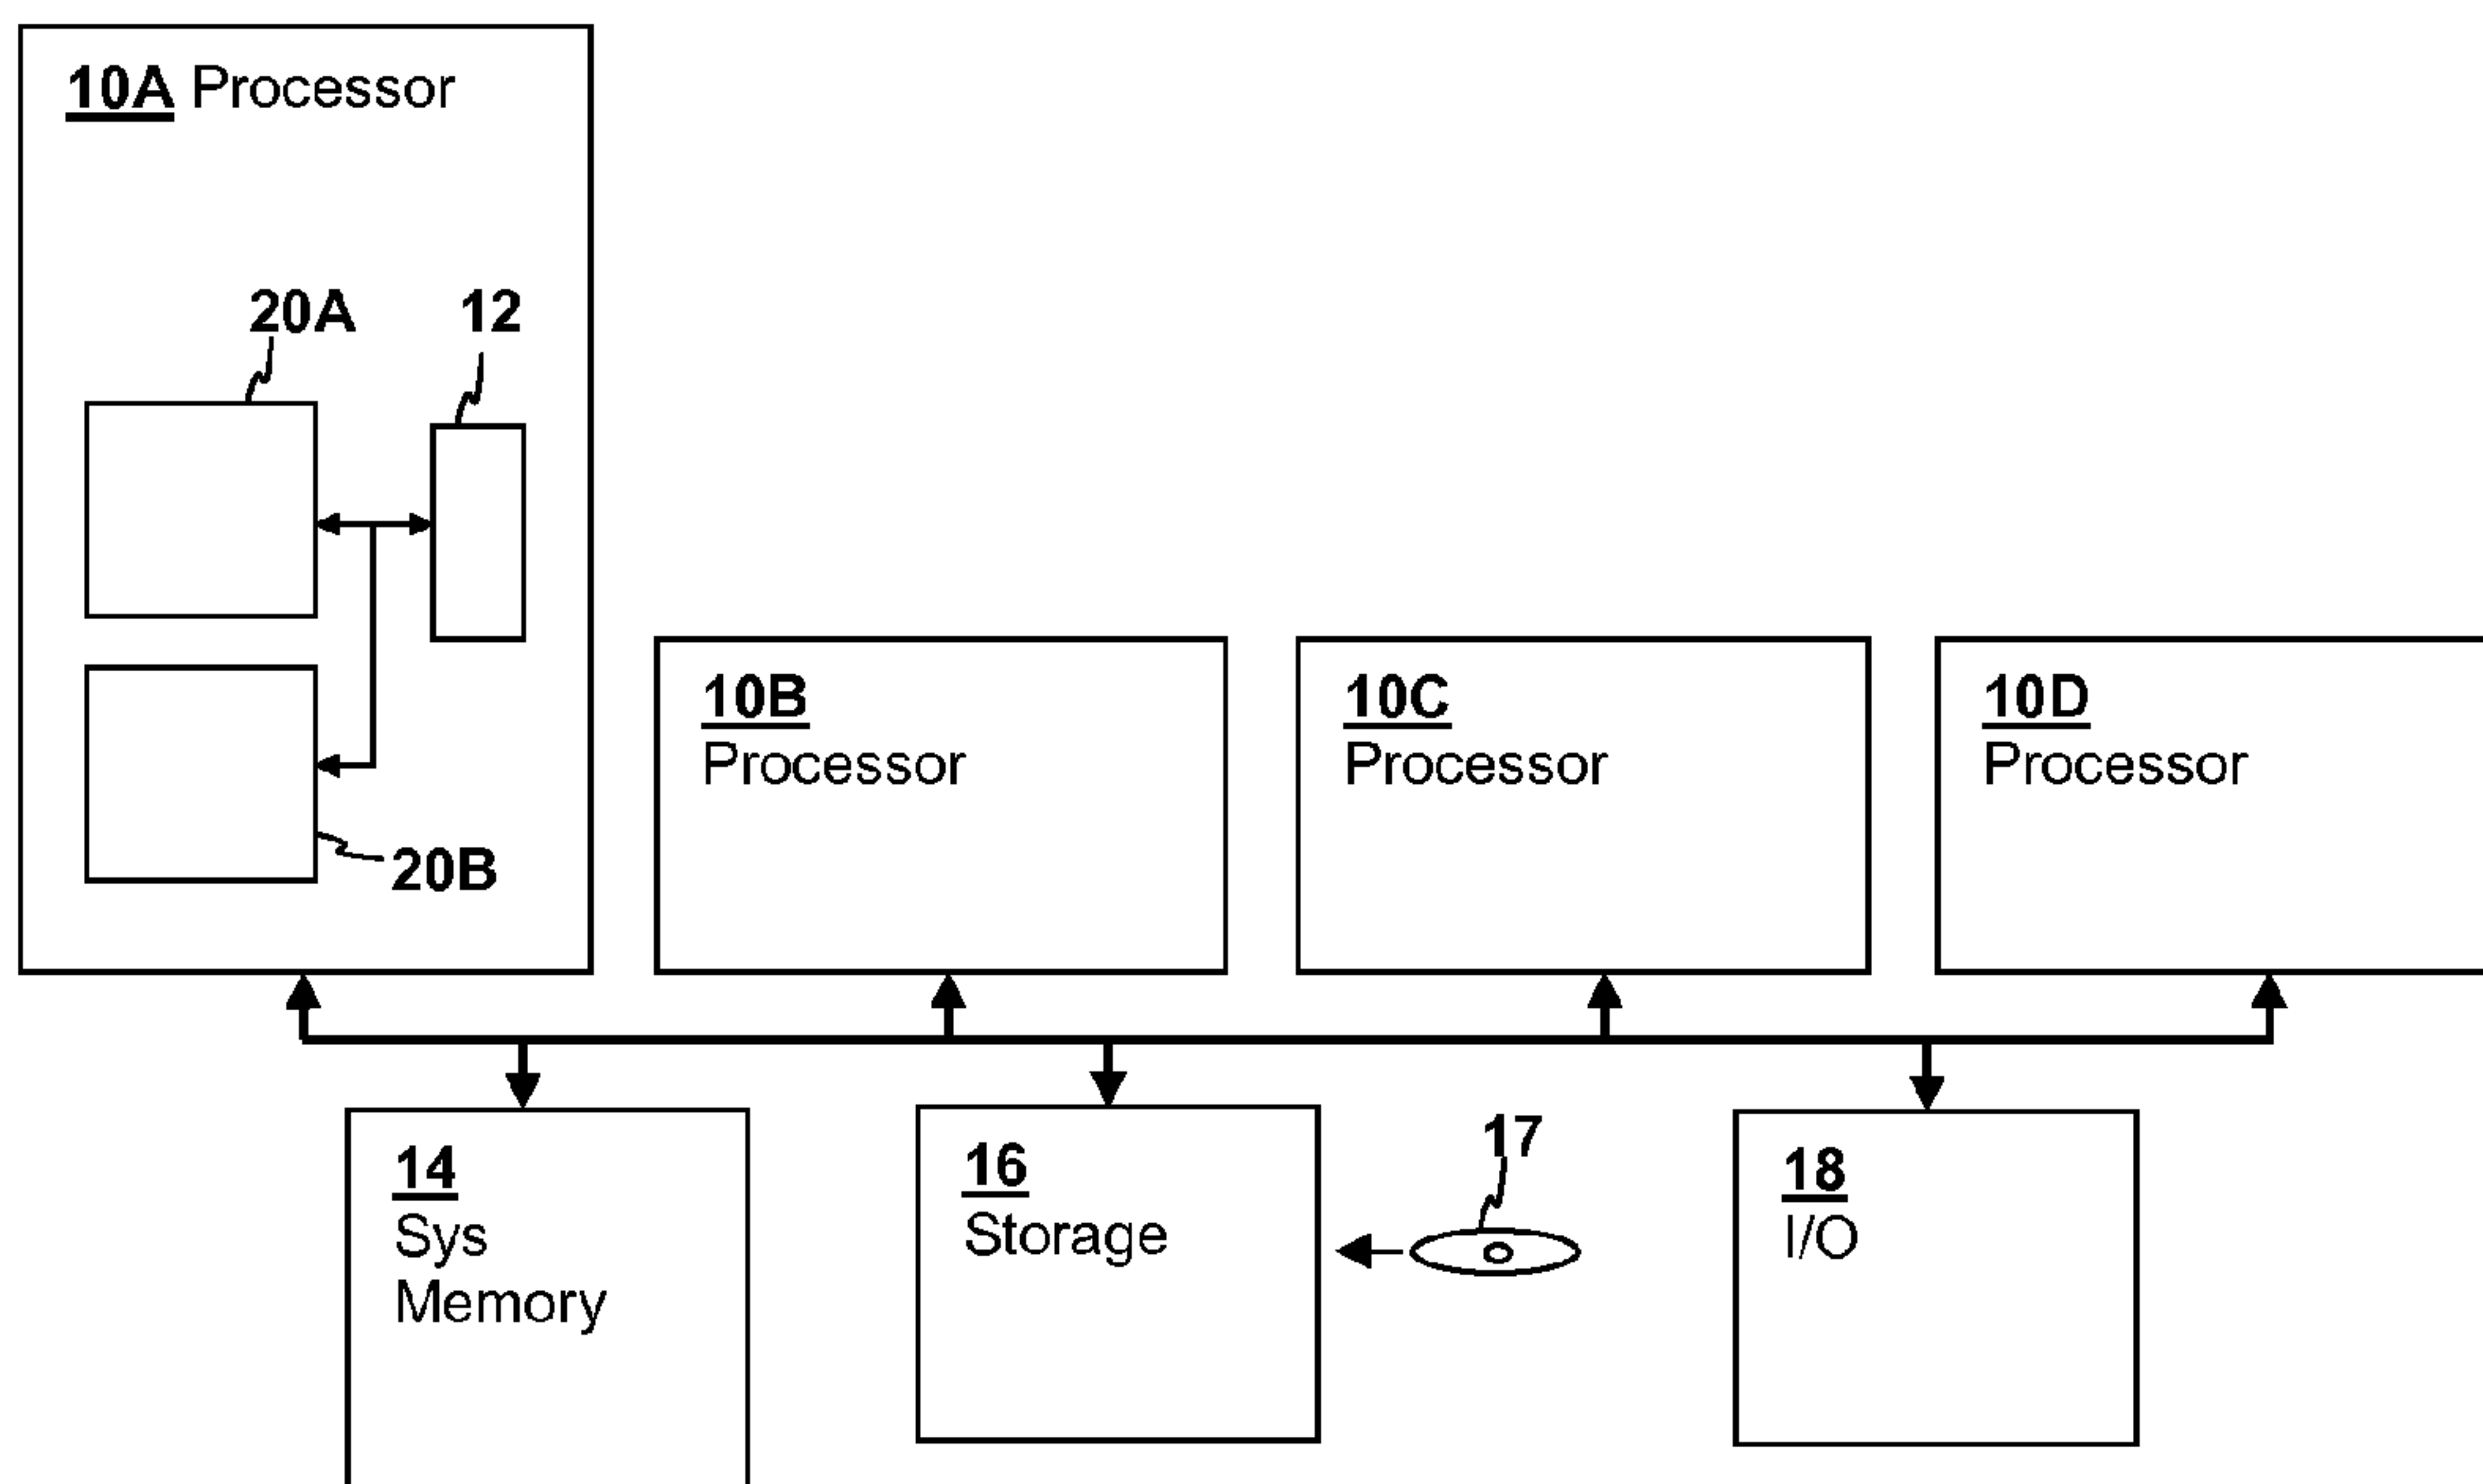 10A Processor
20A
12
20B
10B
Processor
10C
Processor
10D
Processor
14
Sys
Memory
16
Storage
17
18
I/O